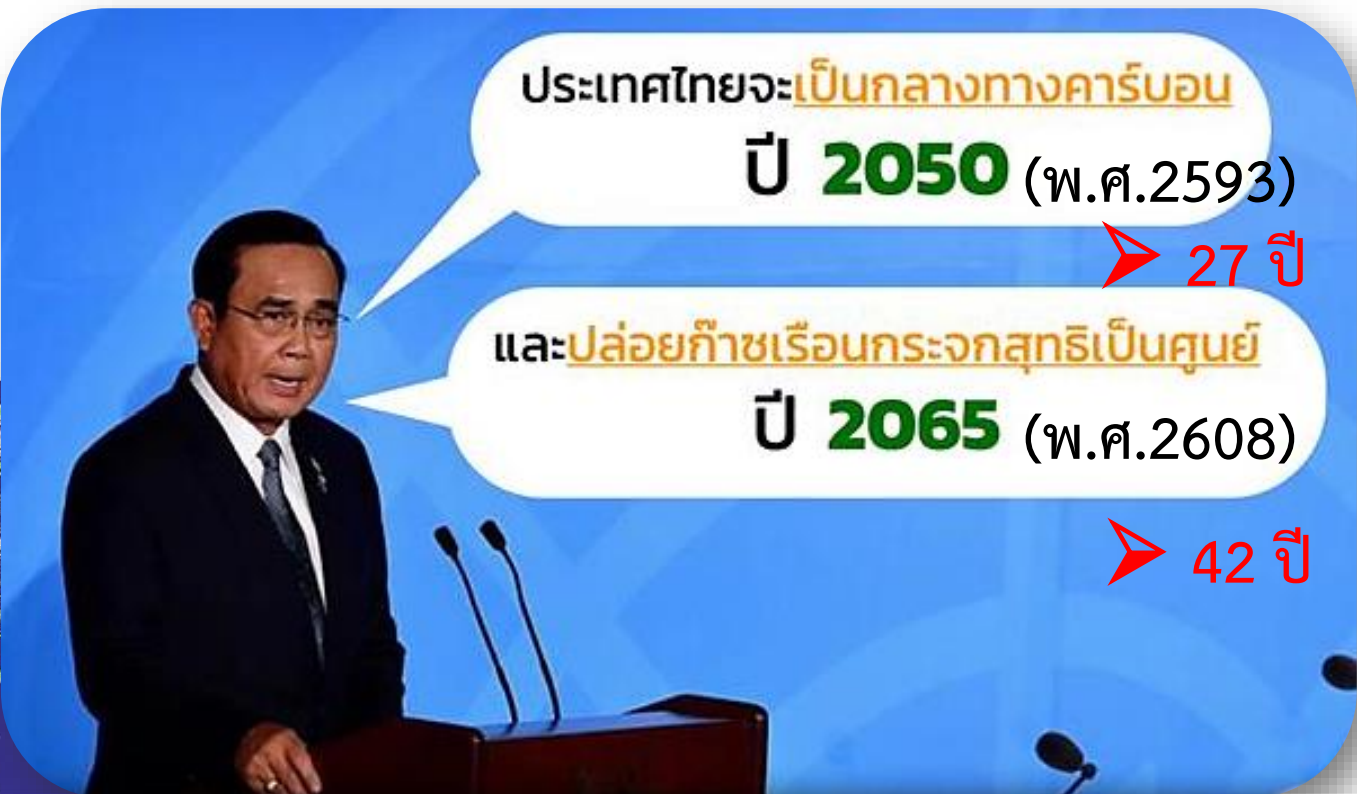 ประเทศไทยจะเป็นกลางทางคาร์บอน
ปี 2050 (พ.ศ.2593)
27 ปี
และปล่อยก๊าซเรือนกระจกสุทธิเป็นศูนย์
ปี 2065 (พ.ศ.2608)
42 ปี